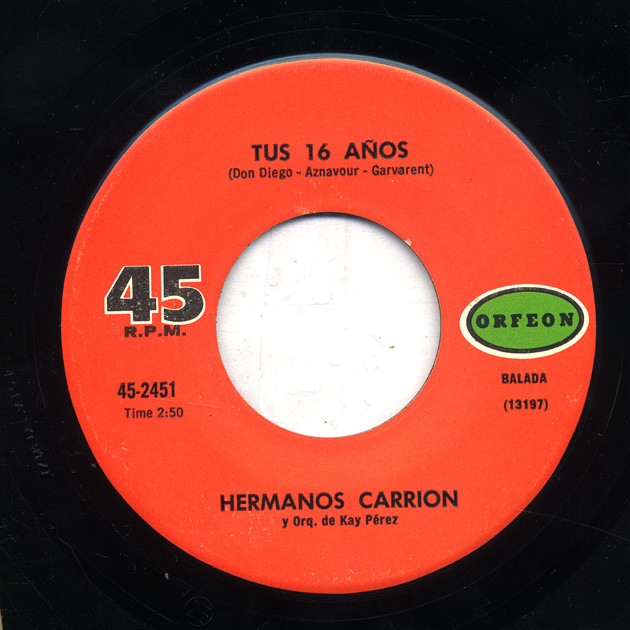 TUS 16 AÑOS
(Don Diego - Aznavour - Garvarent)
45
R.P.M.
ORFEON
45-2451
Time 2:50
BALADA
(13197)
HERMANOS CARRION
y Orq. de Kay Pérez